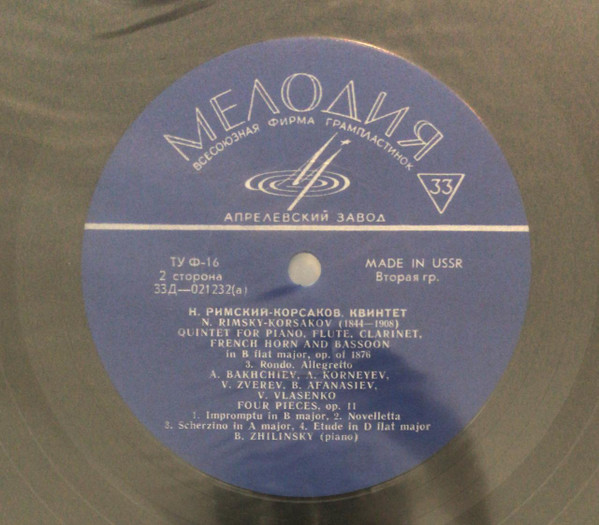 МЕЛОДИЯ
ВСЕСОЮЗНАЯ ФИРМА ГРАМПЛАСТИНОК
33
АПРЕЛЕВСКИЙ ЗАВОД
ТУ Ф-16
MADE IN USSR
2 сторона
Вторая гр.
33Д—021232(а)
Н. РИМСКИЙ-КОРСАКОВ. КВИНТЕТ
N. RIMSKY-KORSAKOV (1844—1908)
QUINTET FOR PIANO, FLUTE, CLARINET,
FRENCH HORN AND BASSOON
in B flat major, op. of 1876
3. Rondo. Allegretto
A. BAKHCHIEV, A. KORNEYEV,
V. ZVEREV, B. AFANASIEV,
V. VLASENKO
FOUR PIECES, op. 11
1. Impromptu in B major, 2. Novelletta
3. Scherzino in A major, 4. Etude in D flat major
B. ZHILINSKY (piano)